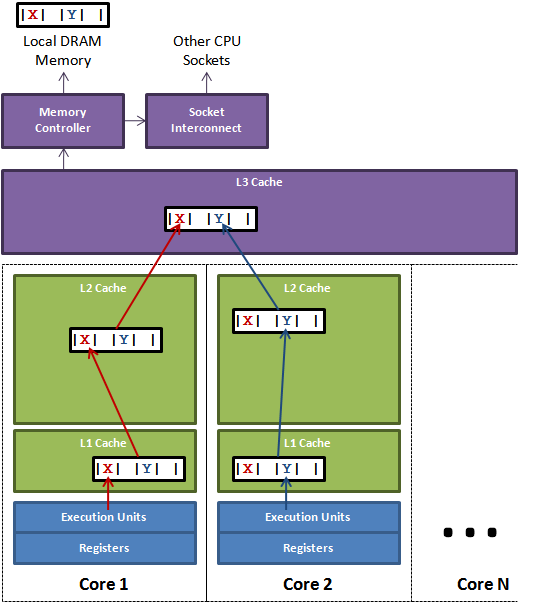 |X| |Y| |
Local DRAM
Memory
Other CPU
Sockets
Memory
Controller
Socket
Interconnect
L3 Cache
|X| |Y| |
L2 Cache
|X| |Y| |
L1 Cache
|X| |Y| |
Execution Units
Registers
Core 1
L2 Cache
|X| |Y| |
L1 Cache
|X| |Y| |
Execution Units
Registers
Core 2
...
Core N